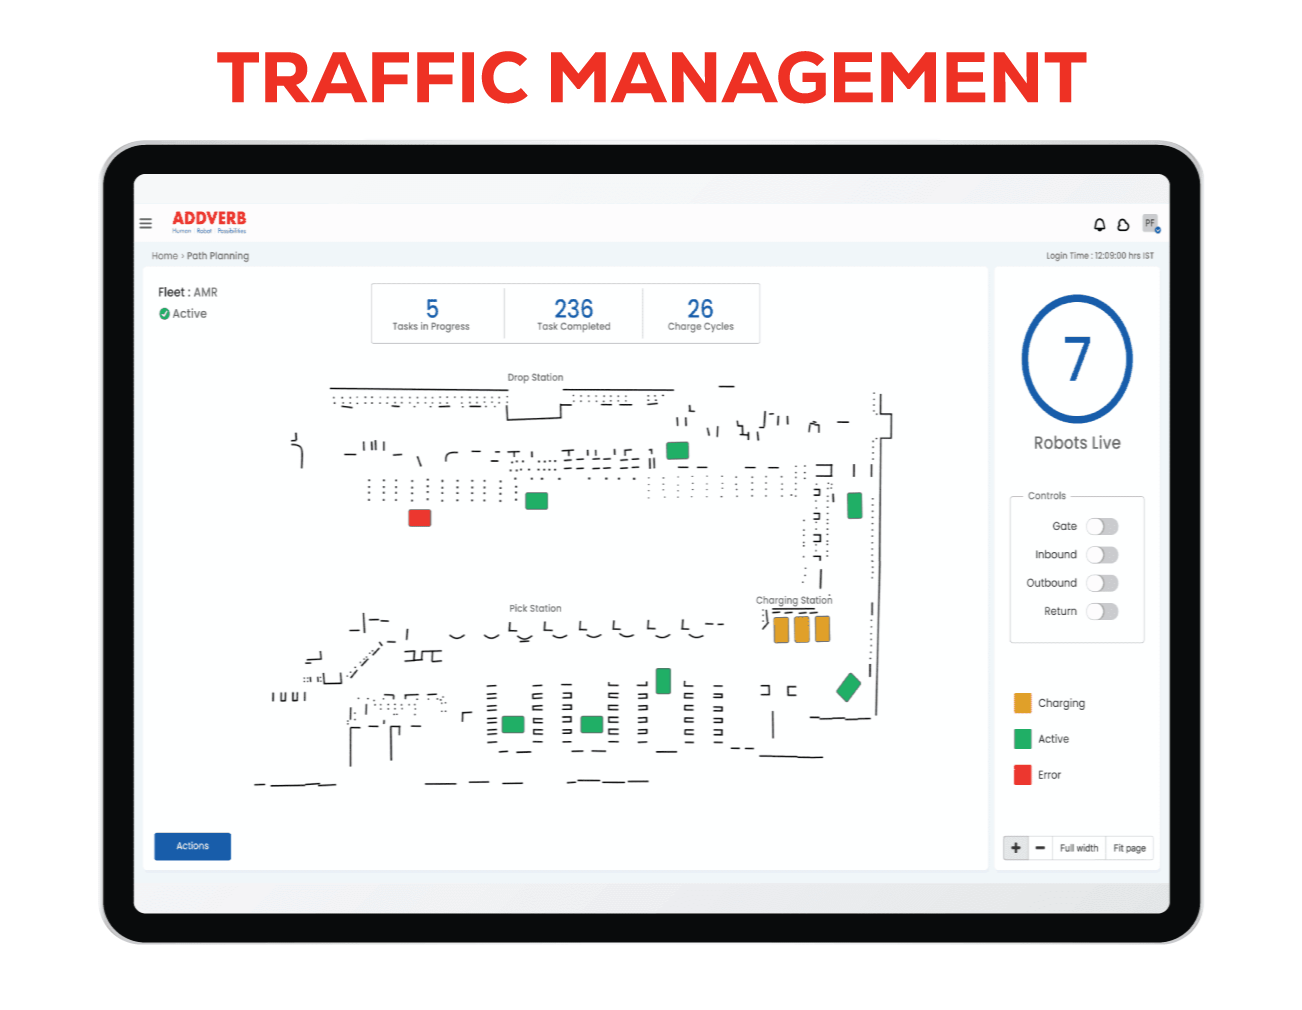 TRAFFIC MANAGEMENT
ADDVERB
Human Robot Possibilities
PF
Home > Path Planning
Login Time : 12:09:00 hrs IST
Fleet : AMR
Active
5
Tasks in Progress
236
Task Completed
26
Charge Cycles
7
Robots Live
Drop Station
Pick Station
Charging Station
Controls
Gate
Inbound
Outbound
Return
Charging
Active
Error
Actions
+ − Full width Fit page